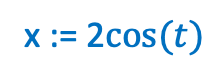 x := 2cos(t)